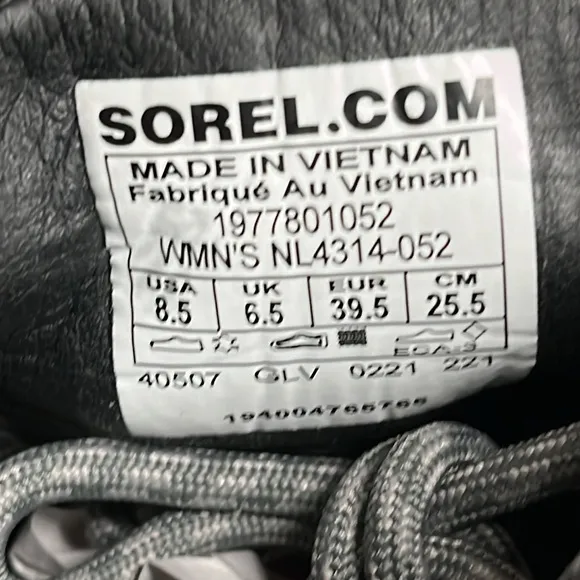 SOREL.COM
MADE IN VIETNAM
Fabriqué Au Vietnam
1977801052
WMN'S NL4314-052
USA UK EUR CM
8.5 6.5 39.5 25.5
40507 GLV 0221 221